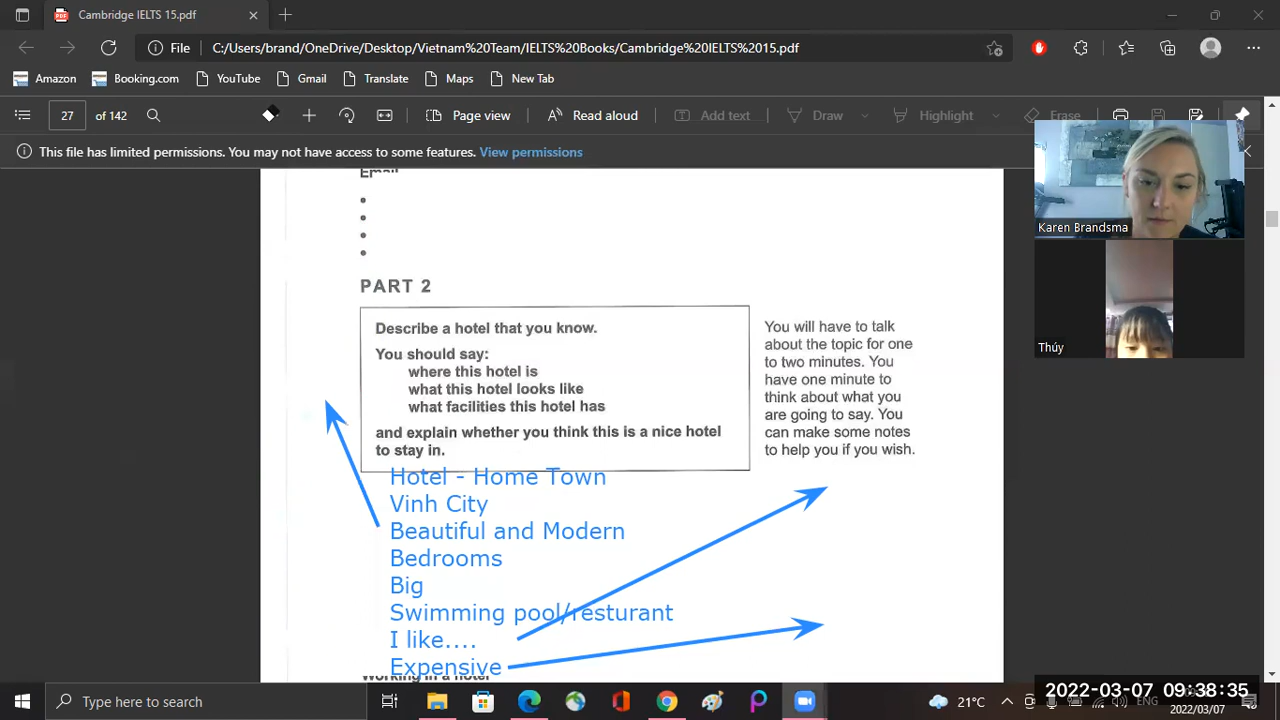 Cambridge IELTS 15.pdf
File C:/Users/brand/OneDrive/Desktop/Vietnam%20Team/IELTS%20Books/Cambridge%20IELTS%2015.pdf
Amazon Booking.com YouTube Gmail Translate Maps New Tab
27 of 142 Page view Read aloud Add text Draw Highlight Erase
This file has limited permissions. You may not have access to some features. View permissions
Email
PART 2
Describe a hotel that you know.
You should say:
where this hotel is
what this hotel looks like
what facilities this hotel has
and explain whether you think this is a nice hotel
to stay in.
You will have to talk
about the topic for one
to two minutes. You
have one minute to
think about what you
are going to say. You
can make some notes
to help you if you wish.
Hotel - Home Town
Vinh City
Beautiful and Modern
Bedrooms
Big
Swimming pool/resturant
I like....
Expensive
Working in a hotel
Karen Brandsma
Thúy
Type here to search
21°C ENG
2022-03-07 09:38:35
2022/03/07